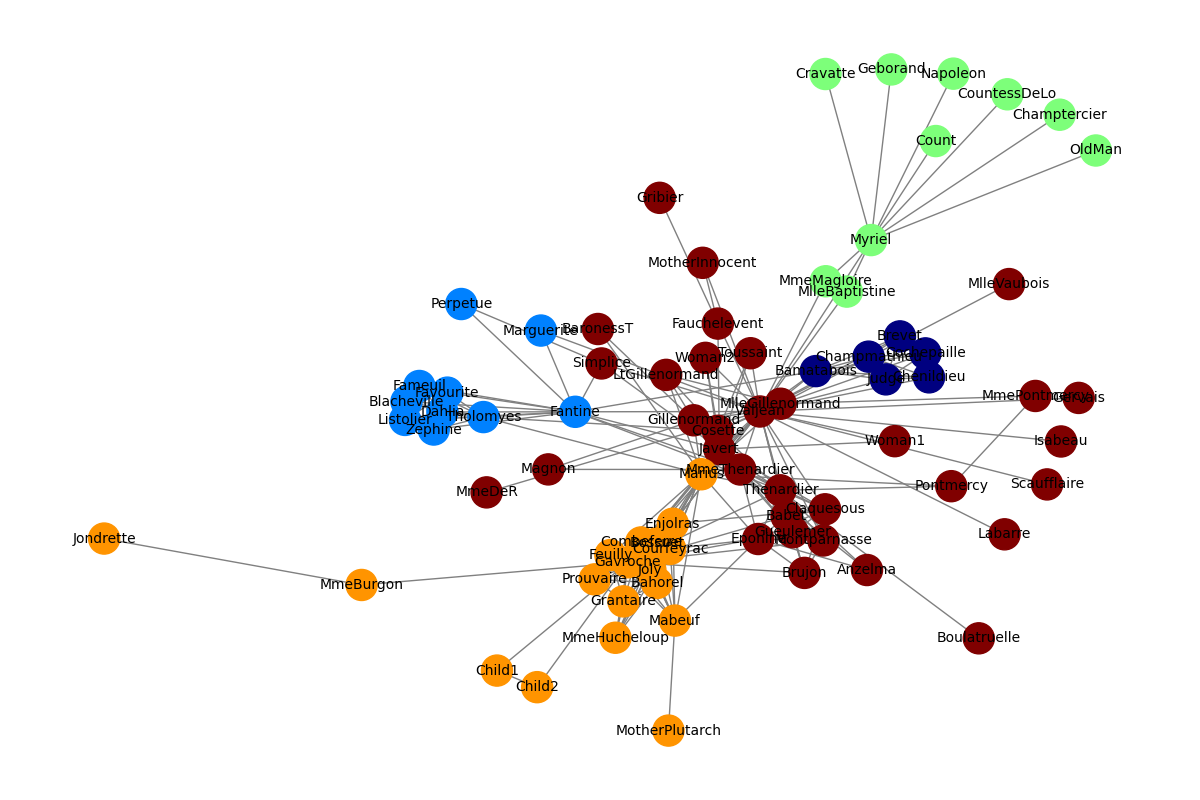 Cravatte
Geborand
Napoleon
CountessDeLo
Champtercier
Count
OldMan
Gribier
Myriel
MotherInnocent
MmeMagloire
MlleBaptistine
MlleVaubois
Perpetue
Marguerite
BaronessT
Fauchelevent
Brevet
Simplice
Woman2
Toussaint
Champmathieu
Cochepaille
LtGillenormand
Bamatabois
Judge
Chenildieu
Fameuil
Favourite
Blacheville
Dahlia
Listolier
Zephine
Tholomyes
Fantine
Gillenormand
MlleGillenormand
Valjean
MmePontmercy
Gervais
Cosette
Javert
Woman1
Isabeau
Magnon
Marius
MmeThenardier
MmeDeR
Thenardier
Pontmercy
Scaufflaire
Claquesous
Babet
Enjolras
Gueulemer
Labarre
Jondrette
Combeferre
Bossuet
Courfeyrac
Eponine
Montparnasse
Feuilly
Gavroche
Joly
Brujon
Anzelma
Prouvaire
Bahorel
MmeBurgon
Grantaire
Mabeuf
MmeHucheloup
Boulatruelle
Child1
Child2
MotherPlutarch